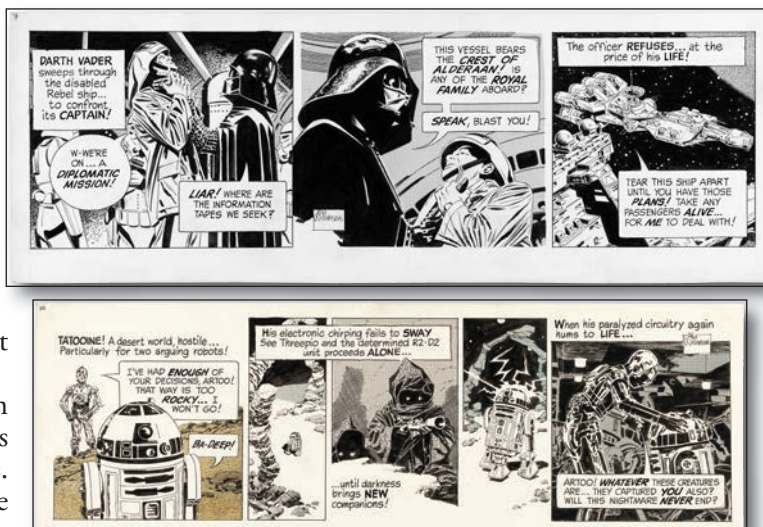 DARTH VADER
sweeps through
the disabled
Rebel ship...
to confront
its CAPTAIN!
W-WE'RE
ON... A
DIPLOMATIC
MISSION!
LIAR! WHERE ARE
THE INFORMATION
TAPES WE SEEK?
THIS VESSEL BEARS
THE CREST OF
ALDERAAN! IS
ANY OF THE ROYAL
FAMILY ABOARD?
SPEAK, BLAST YOU!
The officer REFUSES... at the
price of his LIFE!
TEAR THIS SHIP APART
UNTIL YOU HAVE THOSE
PLANS! TAKE ANY
PASSENGERS ALIVE...
FOR ME TO DEAL WITH!
t
n
s
.
e
TATOOINE! A desert world, hostile...
Particularly for two arguing robots!
I'VE HAD ENOUGH OF
YOUR DECISIONS, ARTOO!
THAT WAY IS TOO
ROCKY... I
WON'T GO!
BA-DEEP!
His electronic chirping fails to SWAY
See Threepio and the determined R2-D2
unit proceeds ALONE...
...until darkness
brings NEW
companions!
When his paralyzed circuitry again
hums to LIFE...
ARTOO! WHATEVER THESE CREATURES
ARE... THEY CAPTURED YOU ALSO?
WILL THIS NIGHTMARE NEVER END?